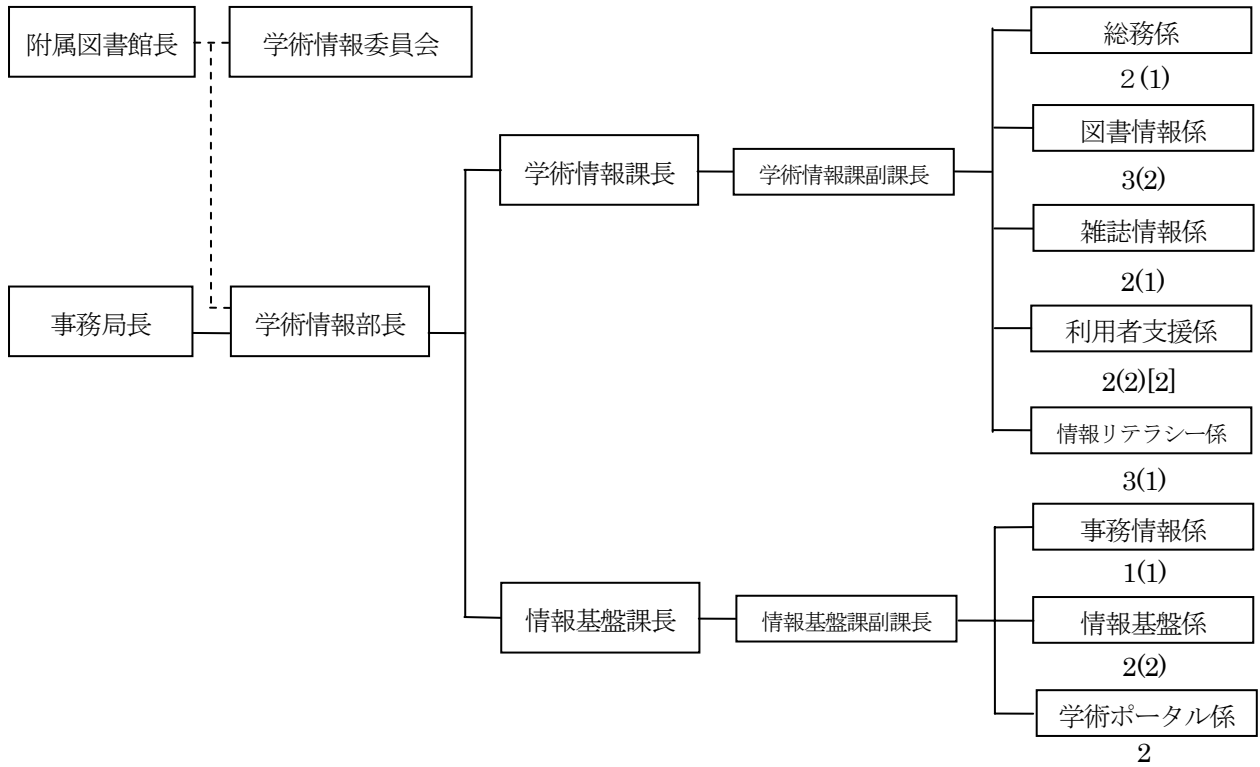 附属図書館長
学術情報委員会
事務局長
学術情報部長
学術情報課長
学術情報課副課長
総務係
２(1)
図書情報係
3(2)
雑誌情報係
2(1)
利用者支援係
2(2)[2]
情報リテラシー係
3(1)
情報基盤課長
情報基盤課副課長
事務情報係
1(1)
情報基盤係
2(2)
学術ポータル係
2